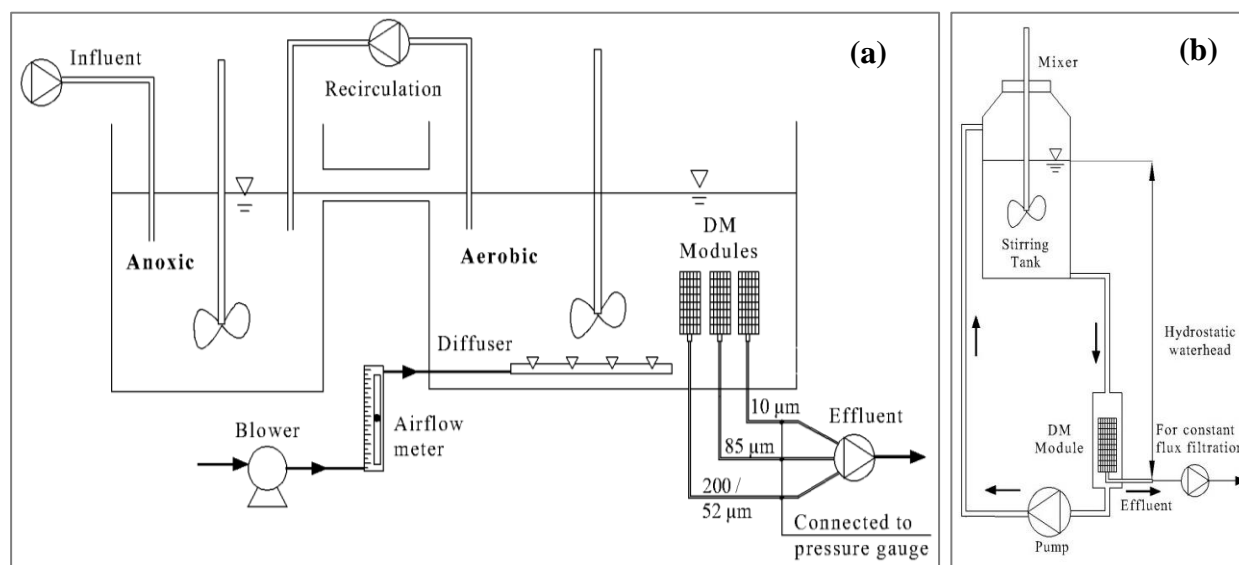 (a)
Influent
Recirculation
Anoxic
Aerobic
DM
Modules
Diffuser
Blower
Airflow
meter
10 μm
85 μm
200 /
52 μm
Effluent
Connected to
pressure gauge
(b)
Mixer
Stirring
Tank
Hydrostatic
waterhead
DM
Module
For constant
flux filtration
Effluent
Pump